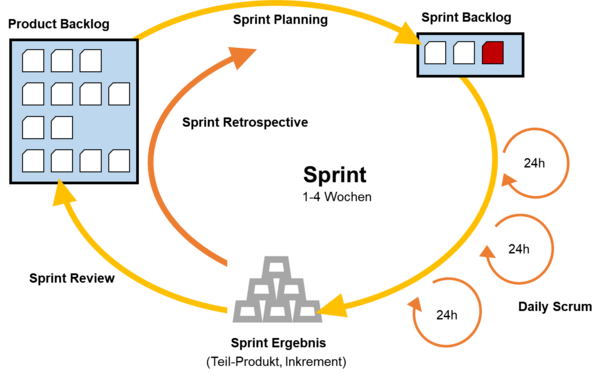 Product Backlog
Sprint Planning
Sprint Backlog
Sprint Retrospective
Sprint
1-4 Wochen
24h
24h
24h
Daily Scrum
Sprint Review
Sprint Ergebnis
(Teil-Produkt, Inkrement)